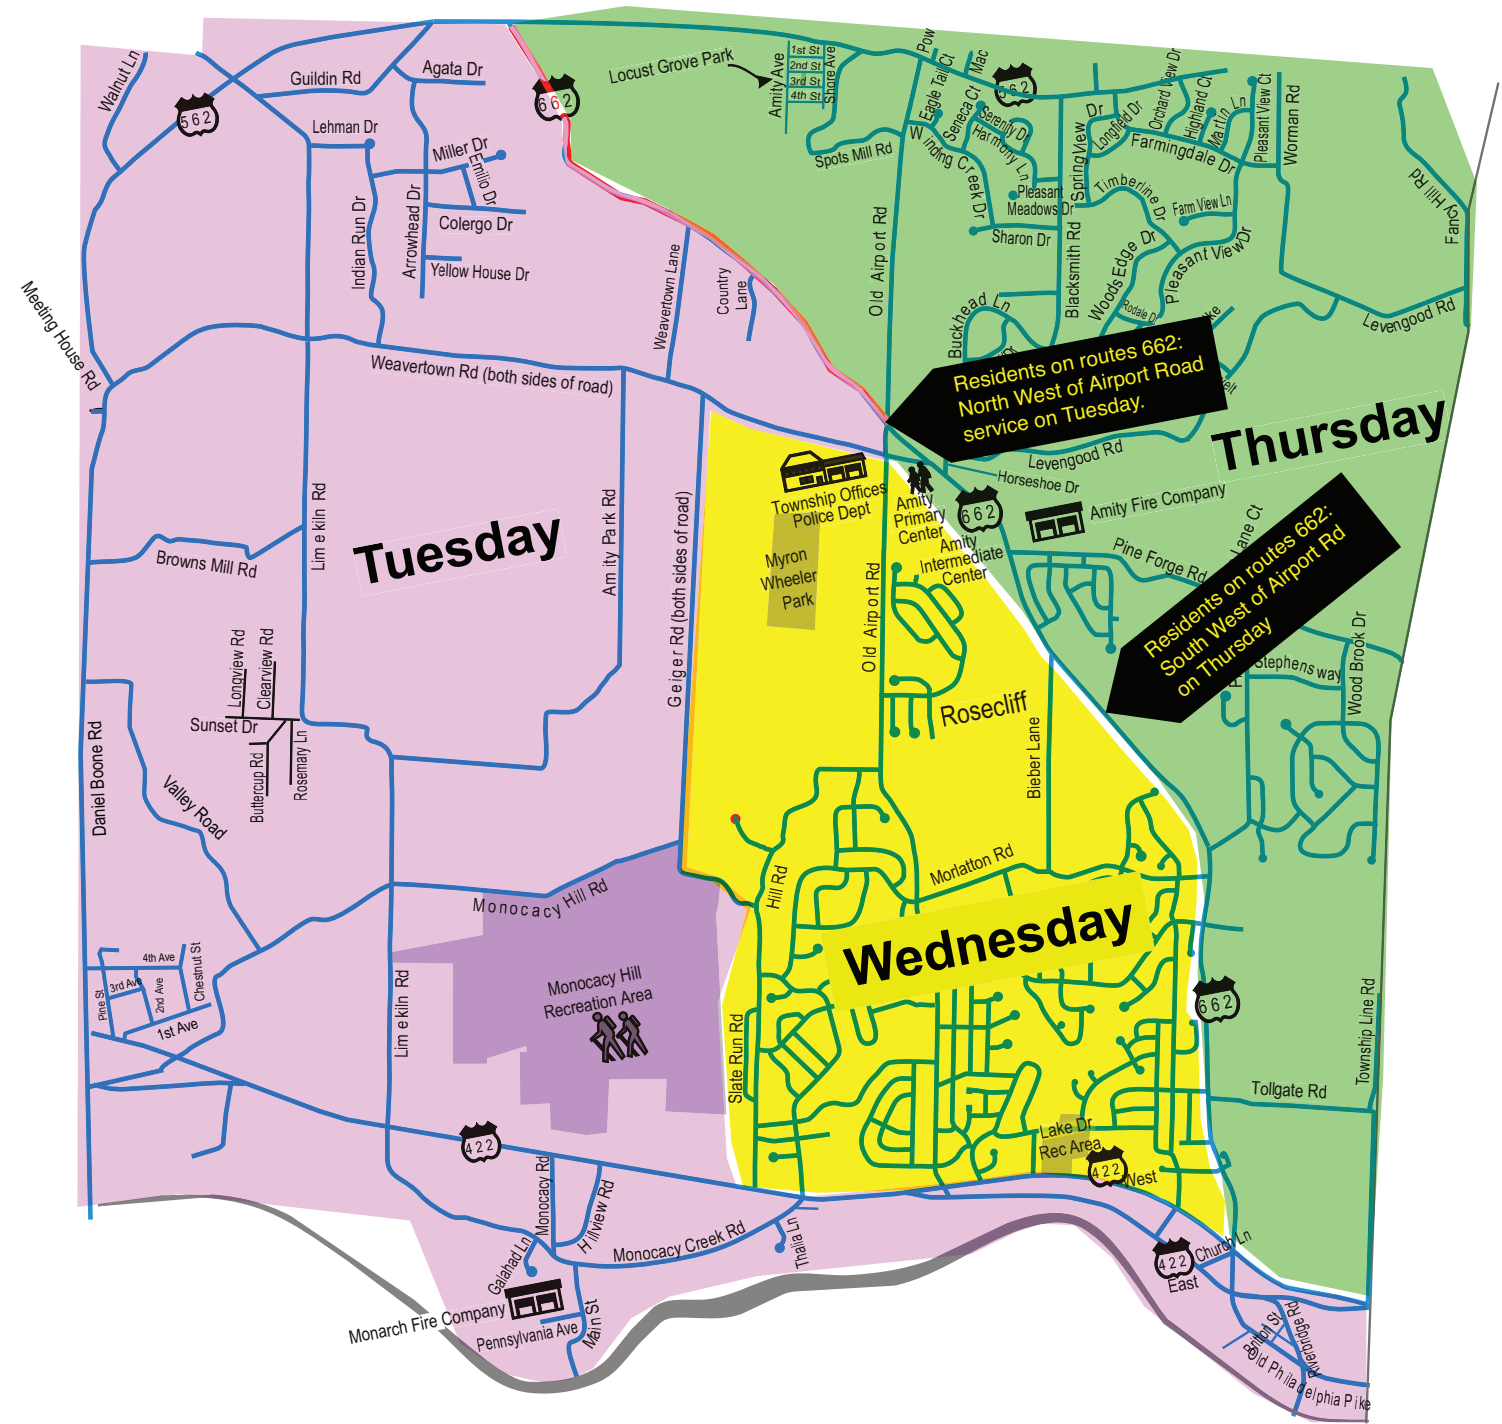 Walnut Ln
562
Guildin Rd
Agata Dr
Lehman Dr
Miller Dr
Emilio Dr
Colergo Dr
Yellow House Dr
Arrowhead Dr
Indian Run Dr
Meeting House Rd
662
Locust Grove Park
Amity Ave
1st St
2nd St
3rd St
4th St
Shore Ave
Spots Mill Rd
Pow
Eagle Tail Ct
Mac
Seneca Ct
Serenity Dr
Harmony Ln
Winding Creek Dr
Pleasant
Meadows Dr
Sharon Dr
562
SpringView
Dr
Longfield Dr
Orchard View Dr
Highland Ct
Martin Ln
Pleasant View Ct
Worman Rd
Farmingdale Dr
Timberline Dr
Farm View Ln
Woods Edge Dr
Pleasant View Dr
Rodale Dr
Blacksmith Rd
Buckhead Ln
Old Airport Rd
Fancy Hill Rd
Levengood Rd
Weavertown Lane
Country
Lane
Weavertown Rd (both sides of road)
Residents on routes 662:
North West of Airport Road
service on Tuesday.
Levengood Rd
Horseshoe Dr
Thursday
Tuesday
Limekiln Rd
Browns Mill Rd
Amity Park Rd
Geiger Rd (both sides of road)
Township Offices
Police Dept
Myron
Wheeler
Park
Amity
Primary
Center
Amity
Intermediate
Center
662
Amity Fire Company
Pine Forge Rd
Lane Ct
Residents on routes 662:
South West of Airport Rd
on Thursday
Stephens way
Wood Brook Dr
Old Airport Rd
Rosecliff
Bieber Lane
Longview Rd
Clearview Rd
Sunset Dr
Buttercup Rd
Rosemary Ln
Daniel Boone Rd
Valley Road
Hill Rd
Morlatton Rd
Wednesday
Monocacy Hill Rd
Monocacy Hill
Recreation Area
4th Ave
3rd Ave
2nd Ave
Chestnut St
Pine St
1st Ave
Limekiln Rd
Slate Run Rd
662
Township Line Rd
Tollgate Rd
Lake Dr
Rec Area
422
West
422
Monocacy Rd
Hillview Rd
Galahad Ln
Monocacy Creek Rd
Thalia Ln
Monarch Fire Company
Pennsylvania Ave
Main St
422
East
Church Ln
Britton St
Riverbridge Rd
Old Philadelphia Pike